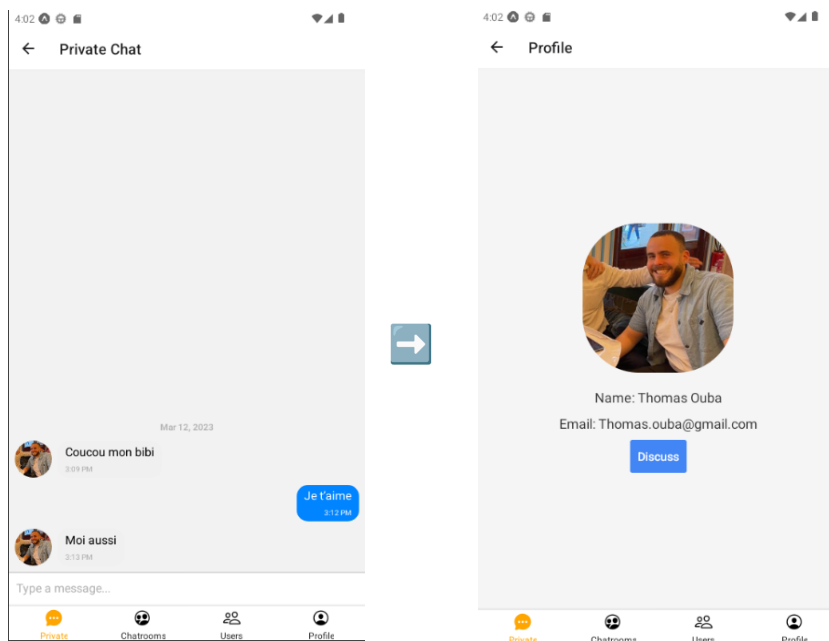 4:02
Private Chat
Mar 12, 2023
Coucou mon bibi
3:09 PM
Je t'aime
3:12 PM
Moi aussi
3:13 PM
Type a message...
Private Chatrooms Users Profile
4:02
Profile
Name: Thomas Ouba
Email: Thomas.ouba@gmail.com
Discuss
Private Chatrooms Users Profile